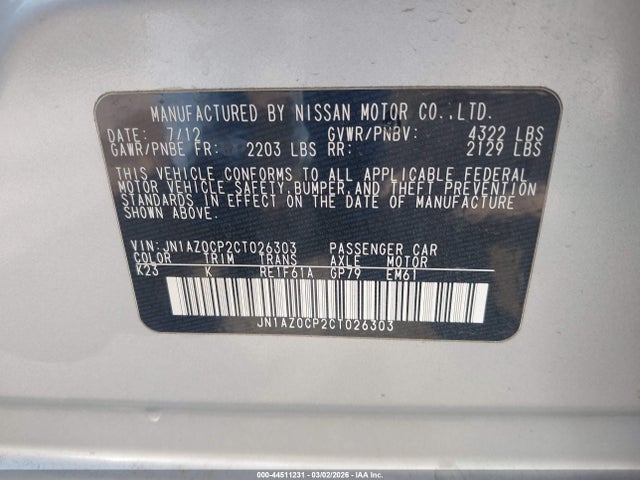 MANUFACTURED BY NISSAN MOTOR CO.,LTD.
DATE: 7/12 GVWR/PNBV: 4322 LBS
GAWR/PNBE FR: 2203 LBS RR: 2129 LBS
THIS VEHICLE CONFORMS TO ALL APPLICABLE FEDERAL
MOTOR VEHICLE SAFETY,BUMPER,AND THEFT PREVENTION
STANDARDS IN EFFECT ON THE DATE OF MANUFACTURE
SHOWN ABOVE.
VIN:JN1AZ0CP2CT026303 PASSENGER CAR
COLOR TRIM TRANS AXLE MOTOR
K23 K RE1F61A GP79 EM61
JN1AZ0CP2CT026303
000-44511231 - 03/02/2026 - IAA Inc.